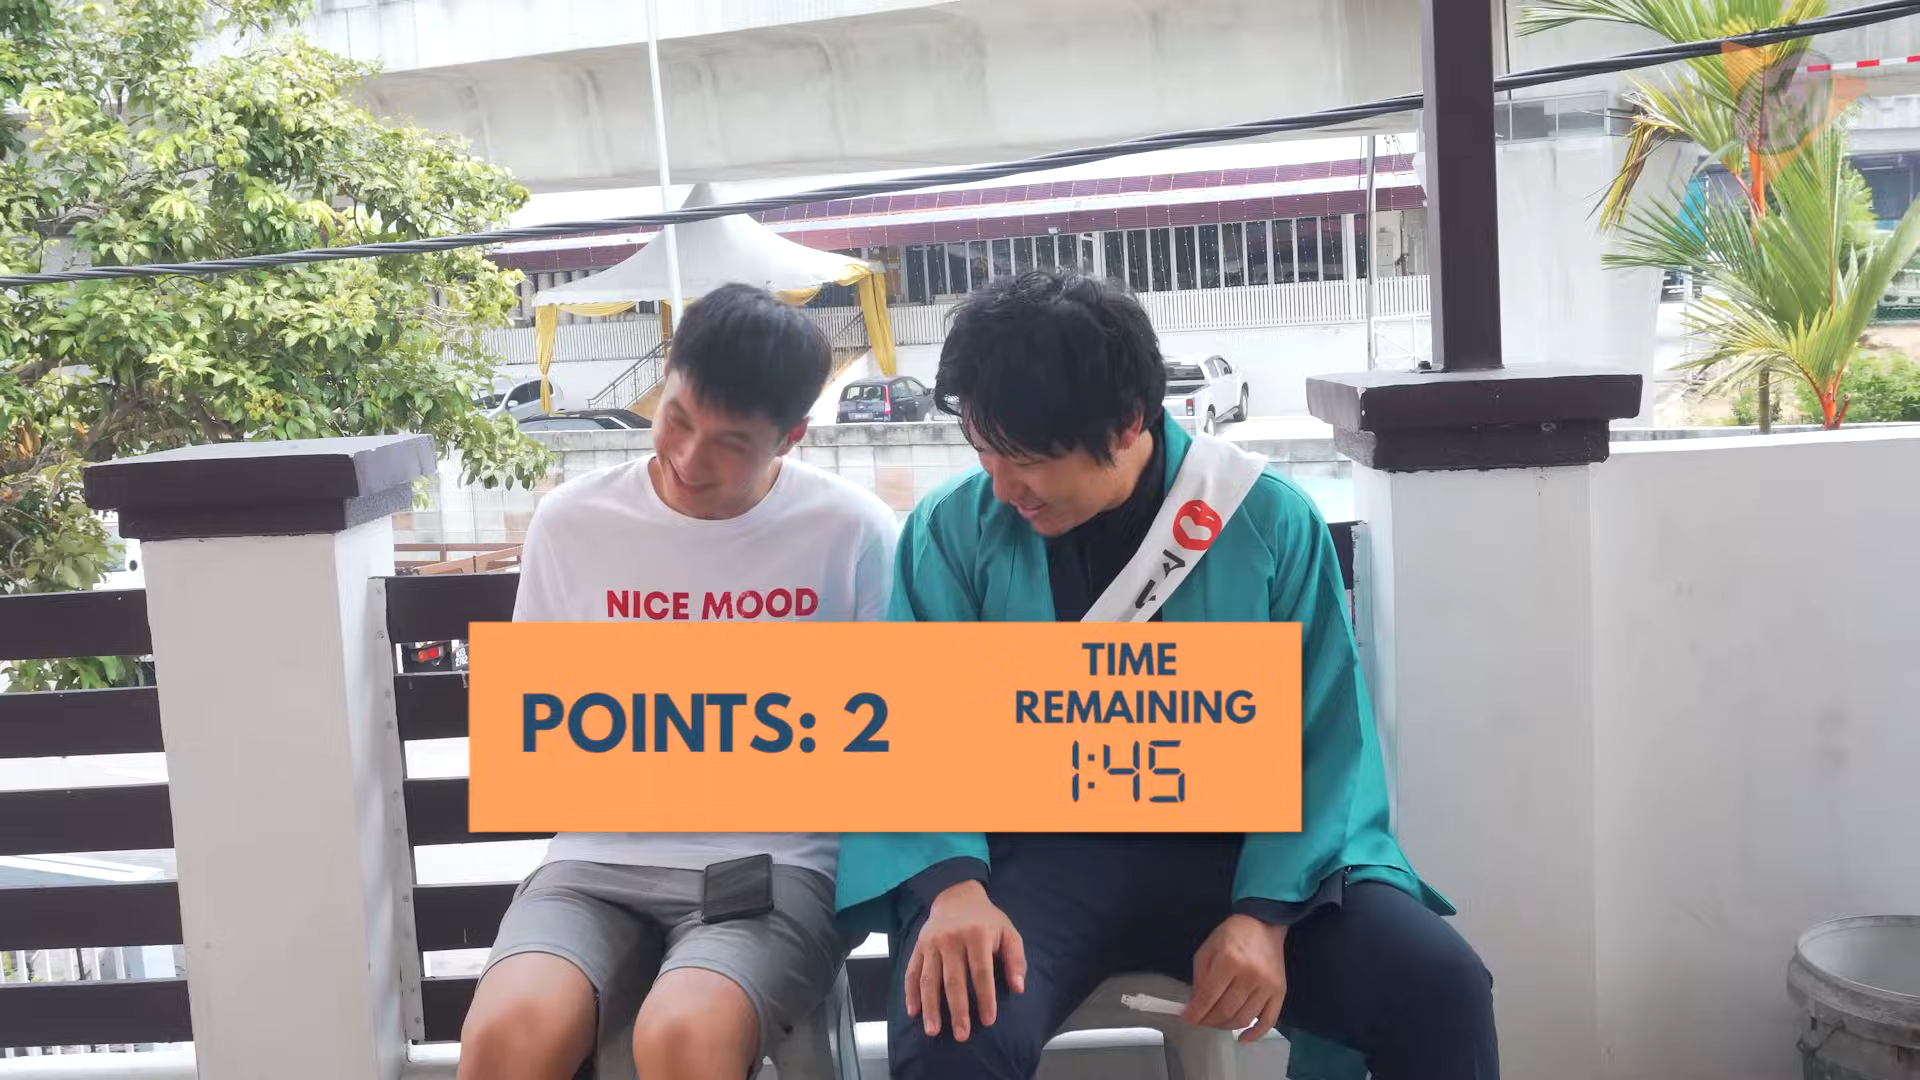 NICE MOOD
POINTS: 2
TIME
REMAINING
1:45